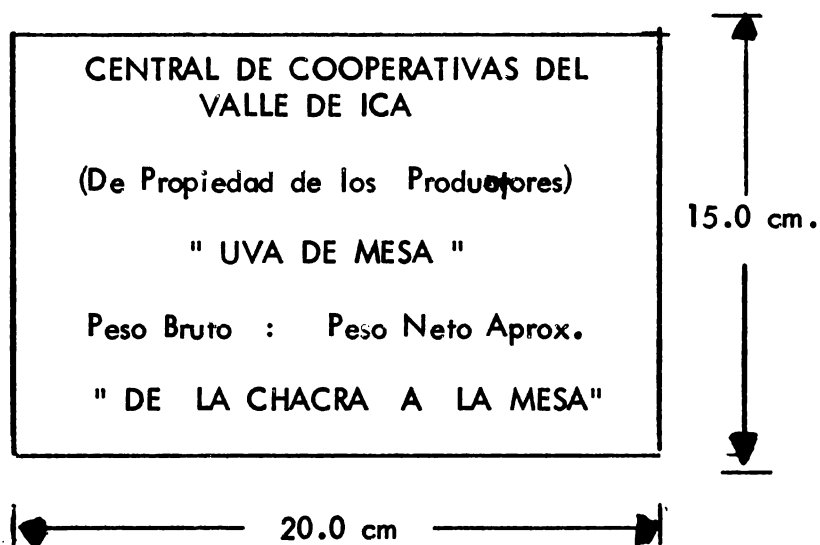 CENTRAL DE COOPERATIVAS DEL
VALLE DE ICA
(De Propiedad de los Productores)
" UVA DE MESA "
Peso Bruto : Peso Neto Aprox.
" DE LA CHACRA A LA MESA"
15.0 cm.
20.0 cm